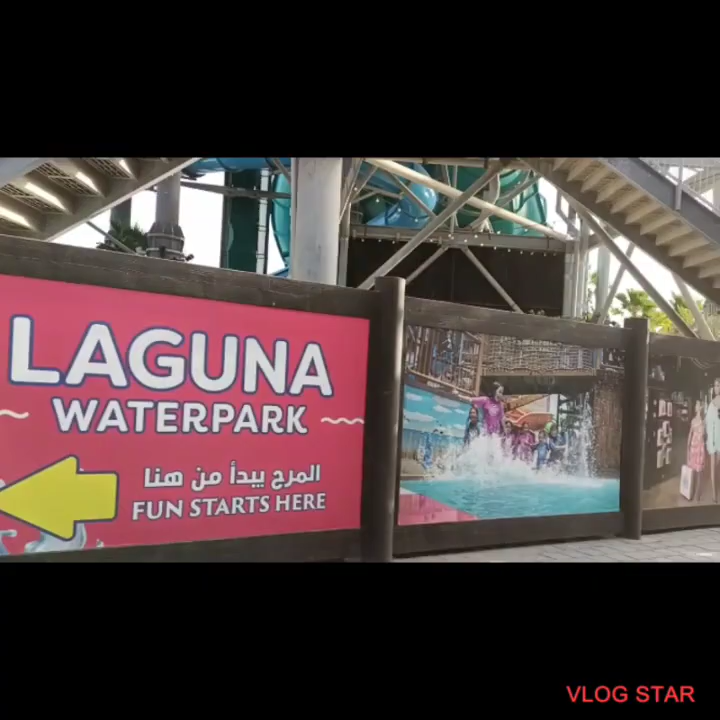 LAGUNA
WATERPARK
المرح يبدأ من هنا
FUN STARTS HERE
VLOG STAR